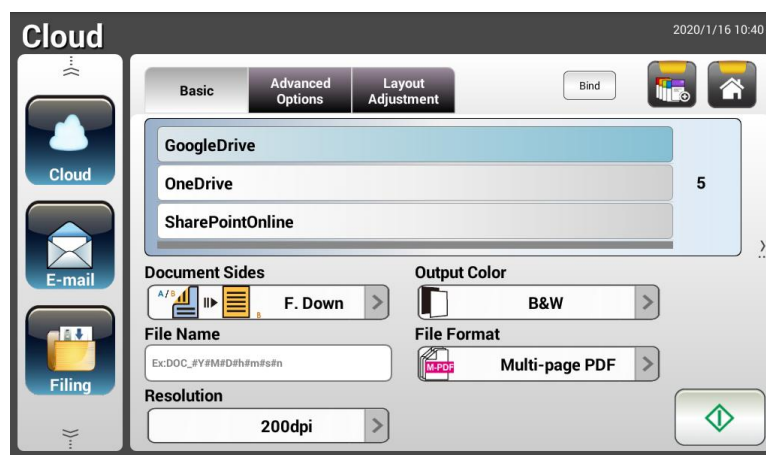 Cloud
2020/1/16 10:40
Basic
Advanced
Options
Layout
Adjustment
Bind
Cloud
GoogleDrive
OneDrive
5
SharePointOnline
E-mail
Document Sides
Output Color
A/B
B
F. Down
B&W
File Name
File Format
Ex:DOC_#Y#M#D#h#m#s#n
M-PDF
Multi-page PDF
Filing
Resolution
200dpi